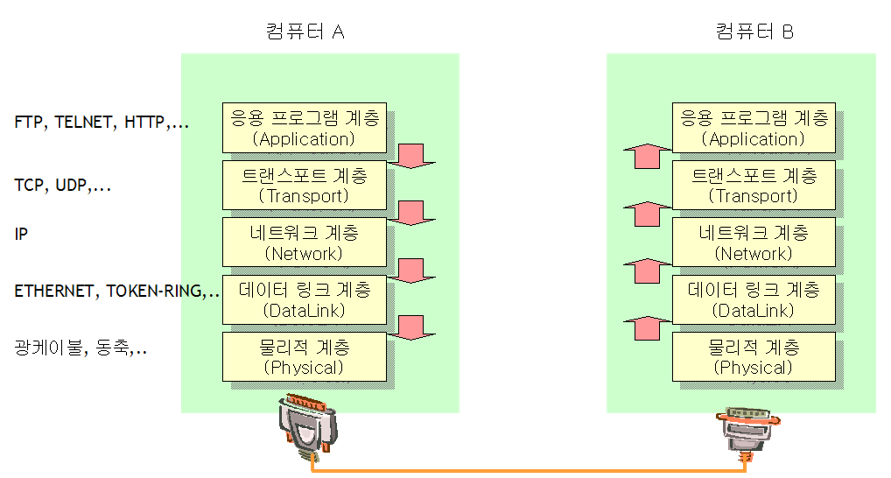 컴퓨터 A
컴퓨터 B
FTP, TELNET, HTTP,...
응용 프로그램 계층
(Application)
응용 프로그램 계층
(Application)
TCP, UDP,...
트랜스포트 계층
(Transport)
트랜스포트 계층
(Transport)
IP
네트워크 계층
(Network)
네트워크 계층
(Network)
ETHERNET, TOKEN-RING,..
데이터 링크 계층
(DataLink)
데이터 링크 계층
(DataLink)
광케이블, 동축,..
물리적 계층
(Physical)
물리적 계층
(Physical)